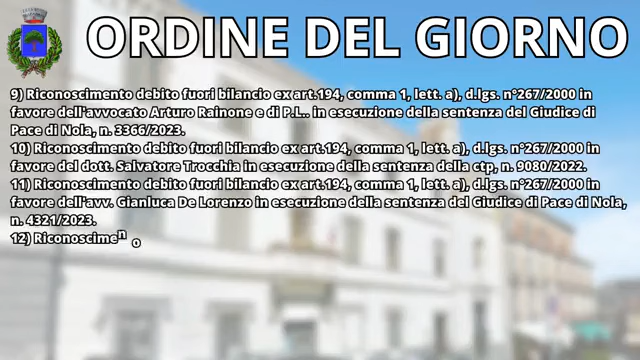 ORDINE DEL GIORNO
9) Riconoscimento debito fuori bilancio ex art.194, comma 1, lett. a), d.lgs. n°267/2000 in
favore dell'avvocato Arturo Rainone e di P.L.. in esecuzione della sentenza del Giudice di
Pace di Nola, n. 3366/2023.
10) Riconoscimento debito fuori bilancio ex art.194, comma 1, lett. a), d.lgs. n°267/2000 in
favore del dott. Salvatore Trocchia in esecuzione della sentenza della ctp, n. 9080/2022.
11) Riconoscimento debito fuori bilancio ex art.194, comma 1, lett. a), d.lgs. n°267/2000 in
favore dell'avv. Gianluca De Lorenzo in esecuzione della sentenza del Giudice di Pace di Nola,
n. 4321/2023.
12) Riconoscimen o